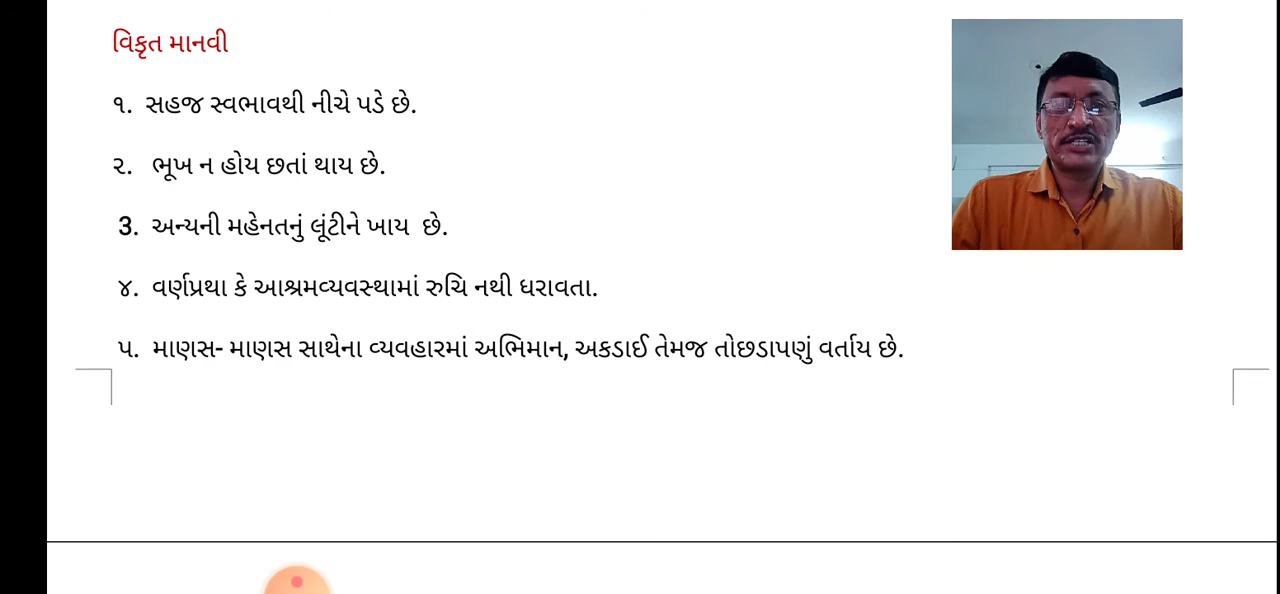 વિકૃત માનવી
૧. સહજ સ્વભાવથી નીચે પડે છે.
૨. ભૂખ ન હોય છતાં થાય છે.
3. અન્યની મહેનતનું લૂંટીને ખાય છે.
૪. વર્ણપ્રથા કે આશ્રમવ્યવસ્થામાં રુચિ નથી ધરાવતા.
૫. માણસ- માણસ સાથેના વ્યવહારમાં અભિમાન, અકડાઈ તેમજ તોછડાપણું વર્તાય છે.